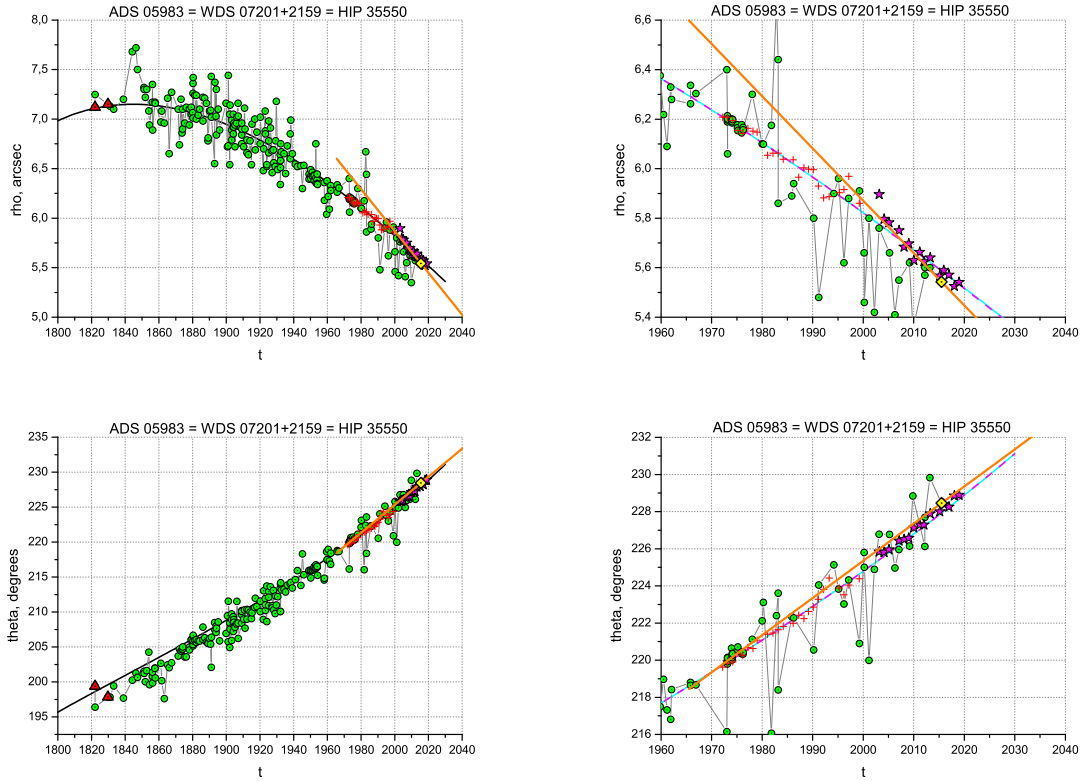 ADS 05983 = WDS 07201+2159 = HIP 35550
8,0
7,5
7,0
6,5
6,0
5,5
5,0
rho, arcsec
1800 1820 1840 1860 1880 1900 1920 1940 1960 1980 2000 2020 2040
t
ADS 05983 = WDS 07201+2159 = HIP 35550
6,6
6,4
6,2
6,0
5,8
5,6
5,4
rho, arcsec
1960 1970 1980 1990 2000 2010 2020 2030 2040
t
ADS 05983 = WDS 07201+2159 = HIP 35550
235
230
225
220
215
210
205
200
195
theta, degrees
1800 1820 1840 1860 1880 1900 1920 1940 1960 1980 2000 2020 2040
t
ADS 05983 = WDS 07201+2159 = HIP 35550
232
230
228
226
224
222
220
218
216
theta, degrees
1960 1970 1980 1990 2000 2010 2020 2030 2040
t